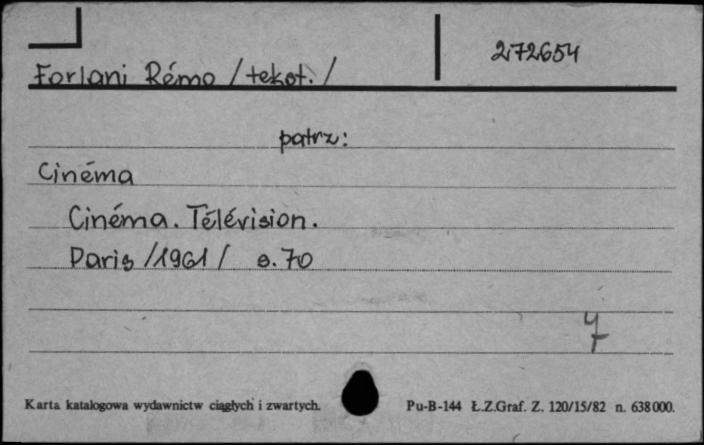 272654
Forlani Rémo /tekst./
patrz:
Cinéma
Cinéma. Télévision.
Paris /1961/ s. 70
Karta katalogowa wydawnictw ciągłych i zwartych.
Pu-B-144 Ł.Z.Graf. Z. 120/15/82 n. 638000.